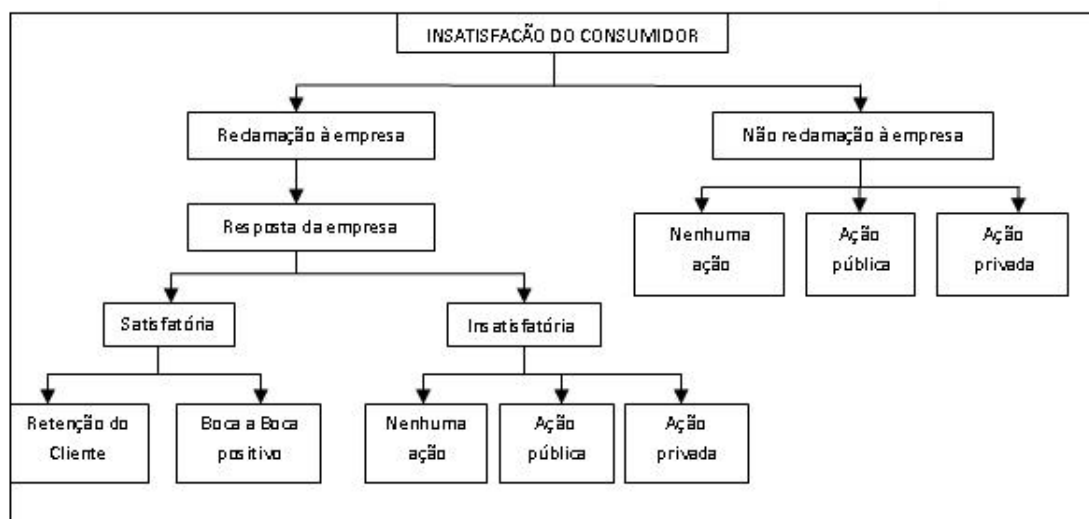 INSATISFACÃO DO CONSUMIDOR
Reclamação à empresa
Não reclamação à empresa
Resposta da empresa
Nenhuma
ação
Ação
pública
Ação
privada
Satisfatória
Insatisfatória
Retenção do
Cliente
Boca a Boca
positivo
Nenhuma
ação
Ação
pública
Ação
privada